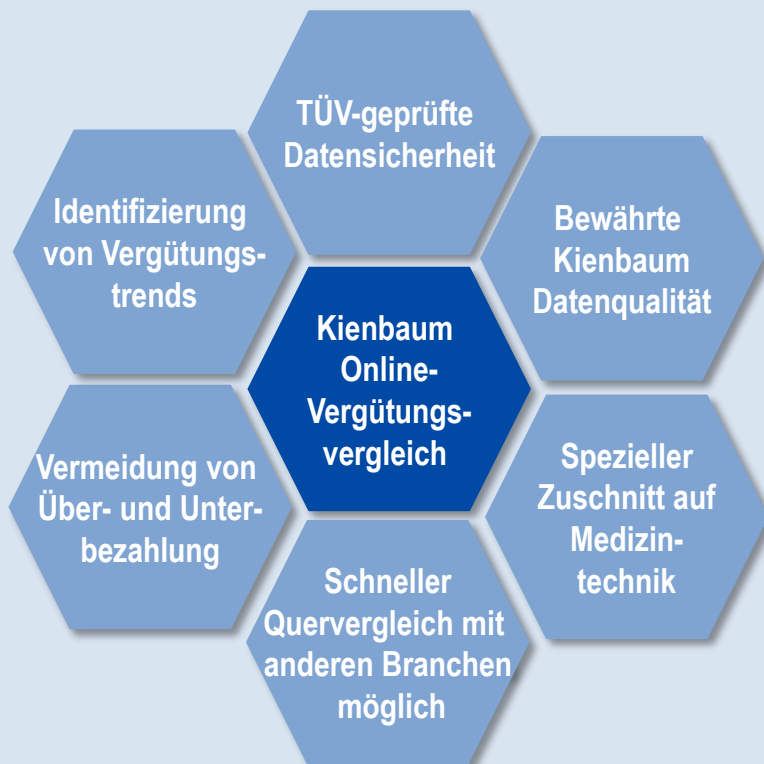 TÜV-geprüfte
Datensicherheit
Identifizierung
von Vergütungs-
trends
Bewährte
Kienbaum
Datenqualität
Kienbaum
Online-
Vergütungs-
vergleich
Vermeidung von
Über- und Unter-
bezahlung
Spezieller
Zuschnitt auf
Medizin-
technik
Schneller
Quervergleich mit
anderen Branchen
möglich